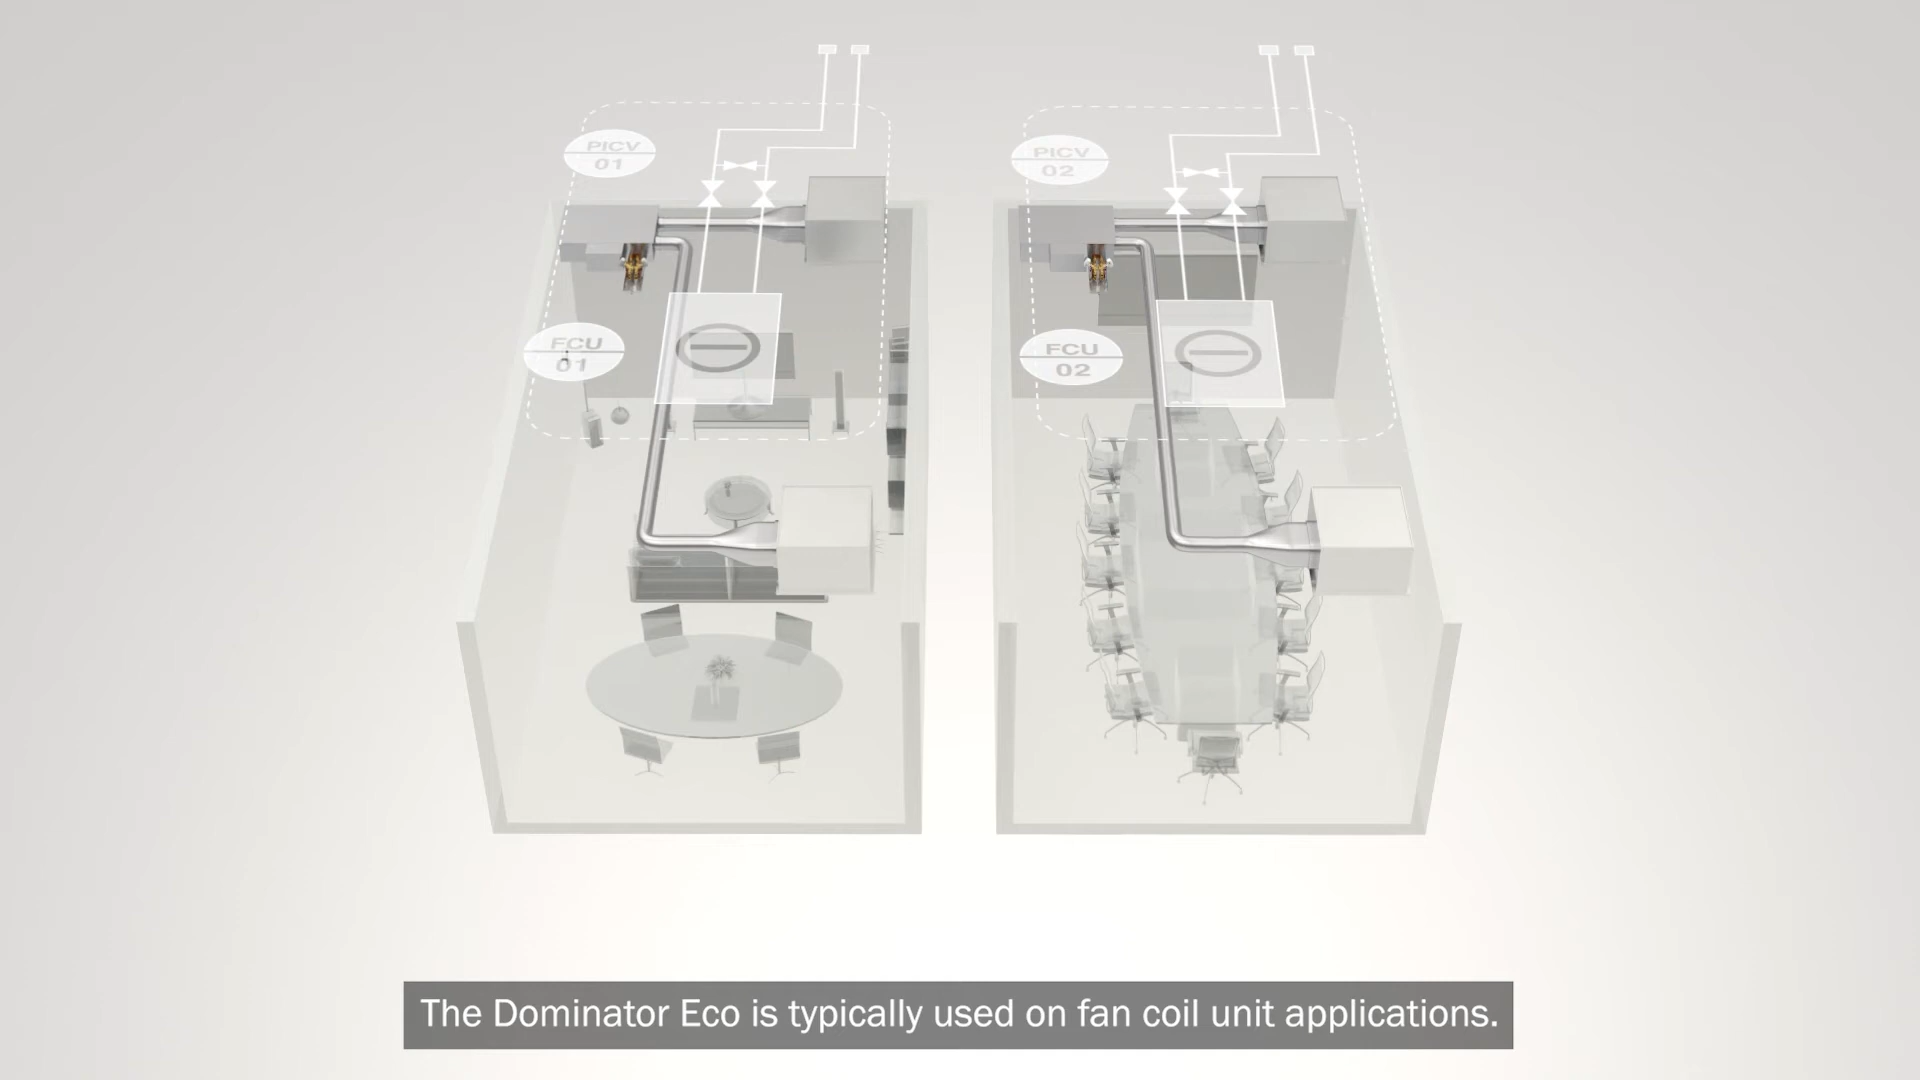 PICV
01
PICV
02
FCU
01
FCU
02
The Dominator Eco is typically used on fan coil unit applications.